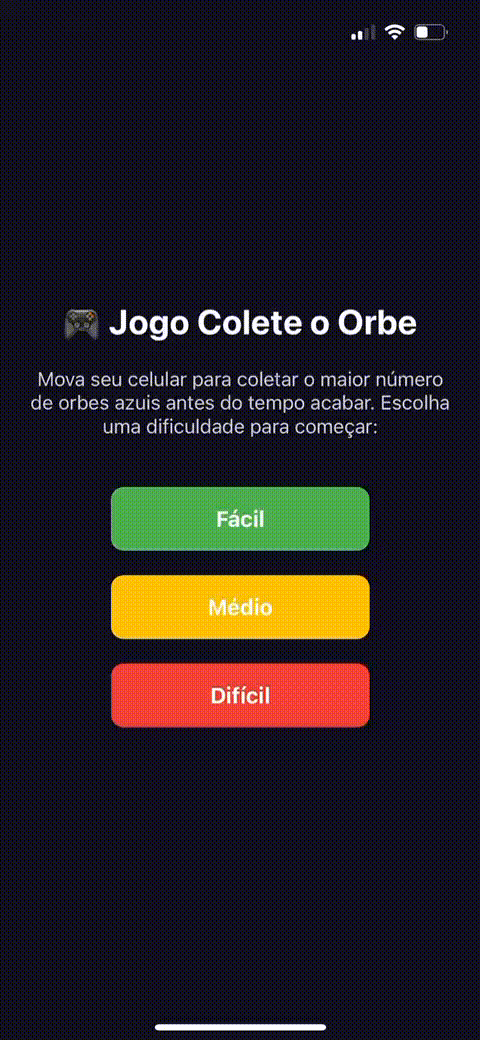 🎮 Jogo Colete o Orbe
Mova seu celular para coletar o maior número
de orbes azuis antes do tempo acabar. Escolha
uma dificuldade para começar:
Fácil
Médio
Difícil